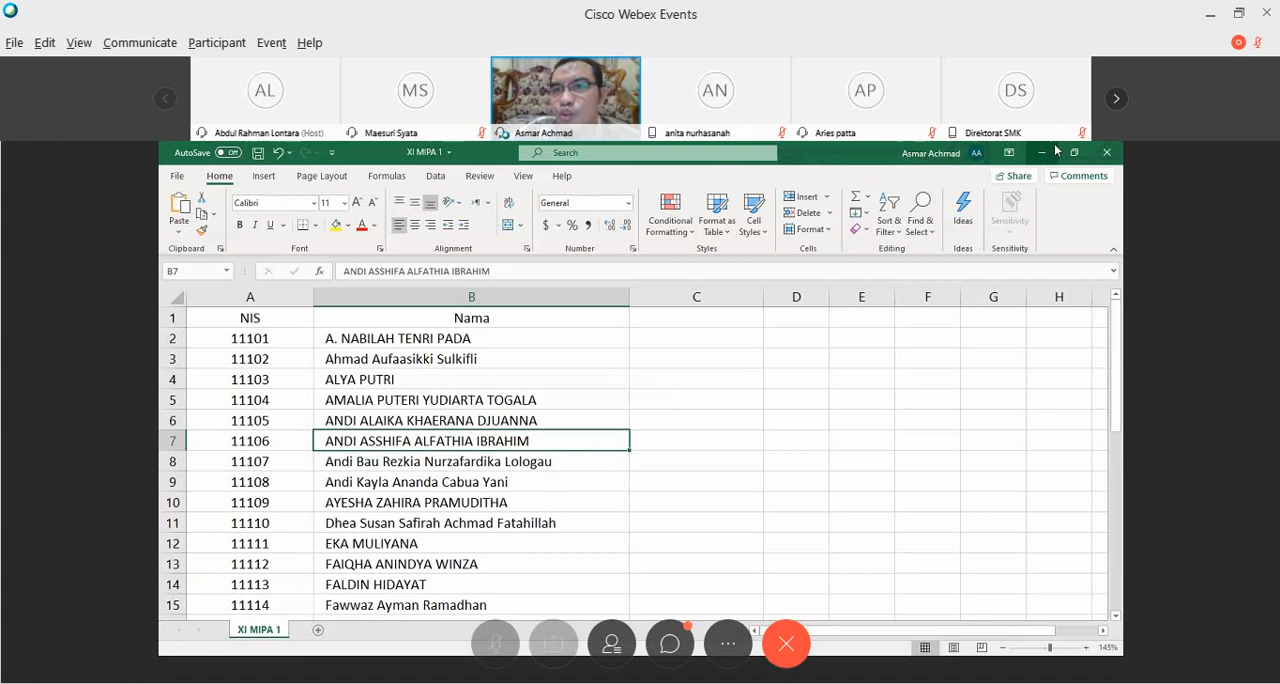 Cisco Webex Events
File Edit View Communicate Participant Event Help
AL MS AN AP DS
Abdul Rahman Lontara (Host) Maesuri Syata Asmar Achmad anita nurhasanah Aries patta Direktorat SMK
AutoSave Off XI MIPA 1 Search Asmar Achmad AA
File Home Insert Page Layout Formulas Data Review View Help Share Comments
Paste
Calibri 11 A A
B I U A
General
$ % 9
Conditional Formatting
Format as Table
Cell Styles
Insert
Delete
Format
Sort & Filter
Find & Select
Ideas
Sensitivity
Clipboard Font Alignment Number Styles Cells Editing Ideas Sensitivity
B7 fx ANDI ASSHIFA ALFATHIA IBRAHIM
A B C D E F G H
1 NIS Nama
2 11101 A. NABILAH TENRI PADA
3 11102 Ahmad Aufaasikki Sulkifli
4 11103 ALYA PUTRI
5 11104 AMALIA PUTERI YUDIARTA TOGALA
6 11105 ANDI ALAIKA KHAERANA DJUANNA
7 11106 ANDI ASSHIFA ALFATHIA IBRAHIM
8 11107 Andi Bau Rezkia Nurzafardika Lologau
9 11108 Andi Kayla Ananda Cabua Yani
10 11109 AYESHA ZAHIRA PRAMUDITHA
11 11110 Dhea Susan Safirah Achmad Fatahillah
12 11111 EKA MULIYANA
13 11112 FAIQHA ANINDYA WINZA
14 11113 FALDIN HIDAYAT
15 11114 Fawwaz Ayman Ramadhan
XI MIPA 1
145%